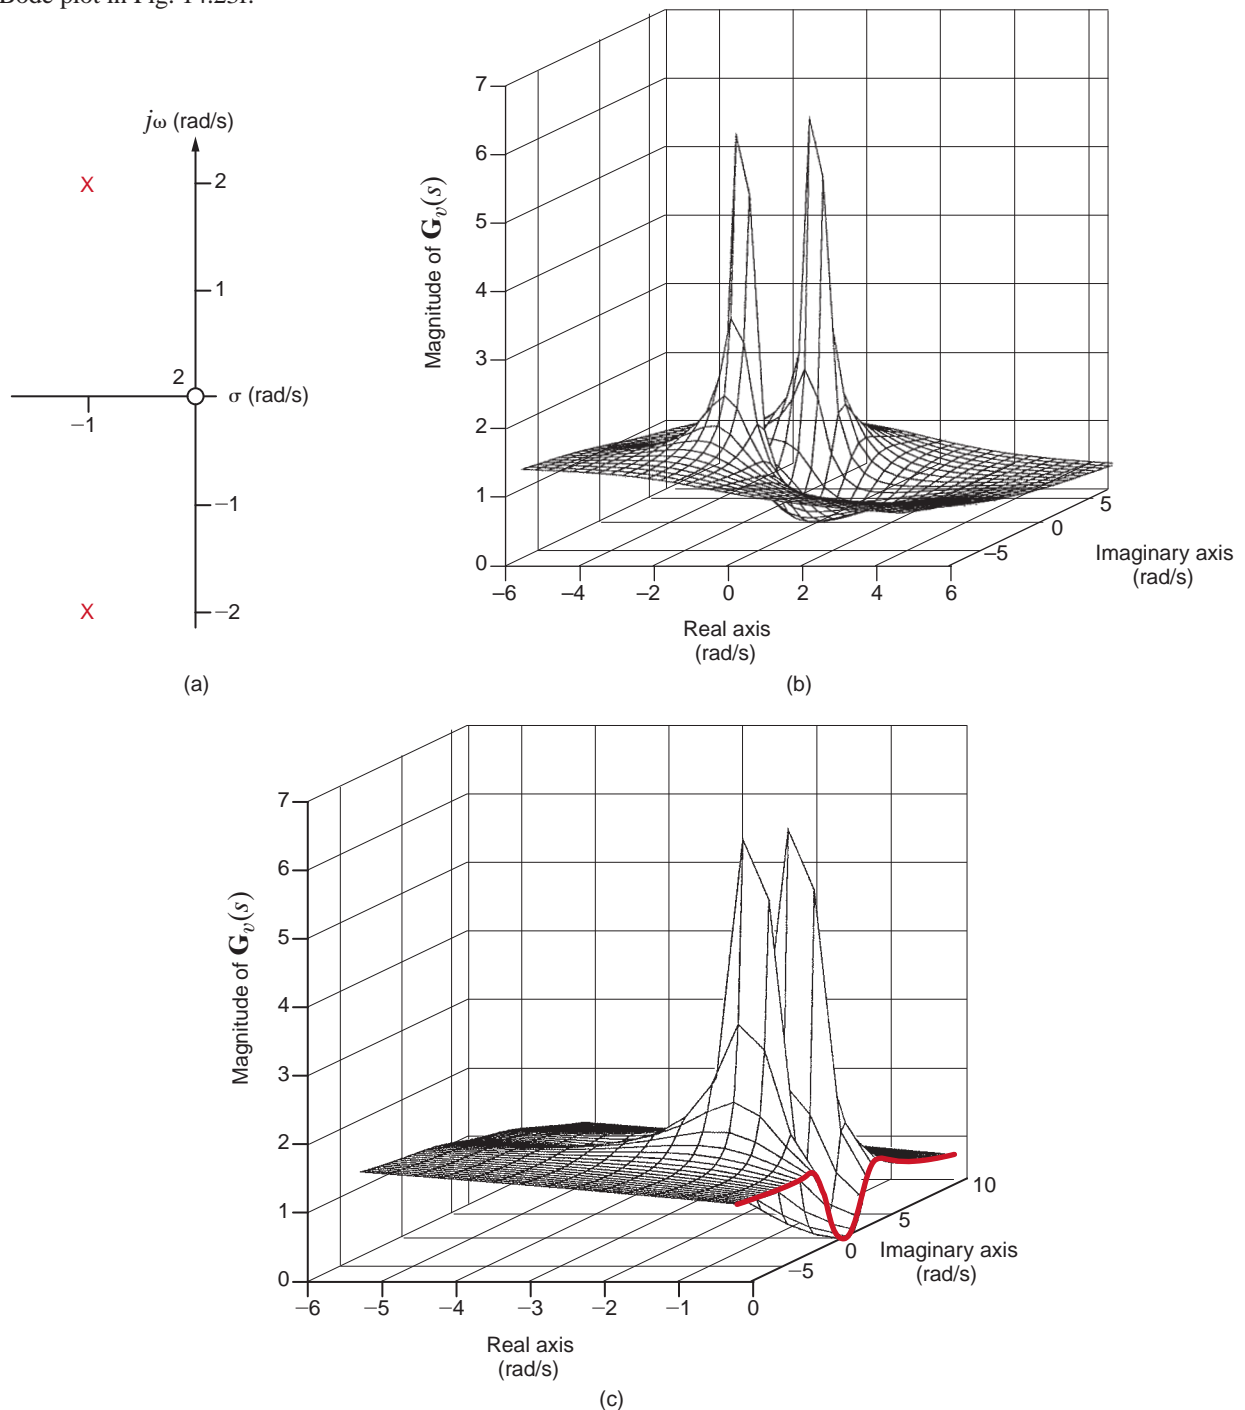 Bode plot in Fig. 14.23f.
jω (rad/s)
X
2
1
2
σ (rad/s)
−1
−1
X
−2
(a)
7
6
5
4
3
2
1
0
Magnitude of Gv(s)
−6
−4
−2
0
2
4
6
Real axis
(rad/s)
−5
0
5
Imaginary axis
(rad/s)
(b)
7
6
5
4
3
2
1
0
Magnitude of Gv(s)
−6
−5
−4
−3
−2
−1
0
Real axis
(rad/s)
−5
0
5
10
Imaginary axis
(rad/s)
(c)